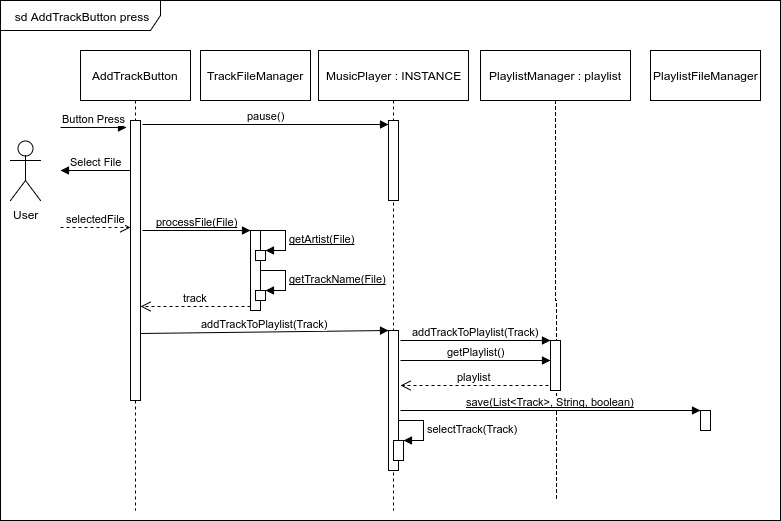 sd AddTrackButton press
AddTrackButton
TrackFileManager
MusicPlayer : INSTANCE
PlaylistManager : playlist
PlaylistFileManager
Button Press
pause()
Select File
User
selectedFile
processFile(File)
getArtist(File)
getTrackName(File)
track
addTrackToPlaylist(Track)
addTrackToPlaylist(Track)
getPlaylist()
playlist
save(List<Track>, String, boolean)
selectTrack(Track)